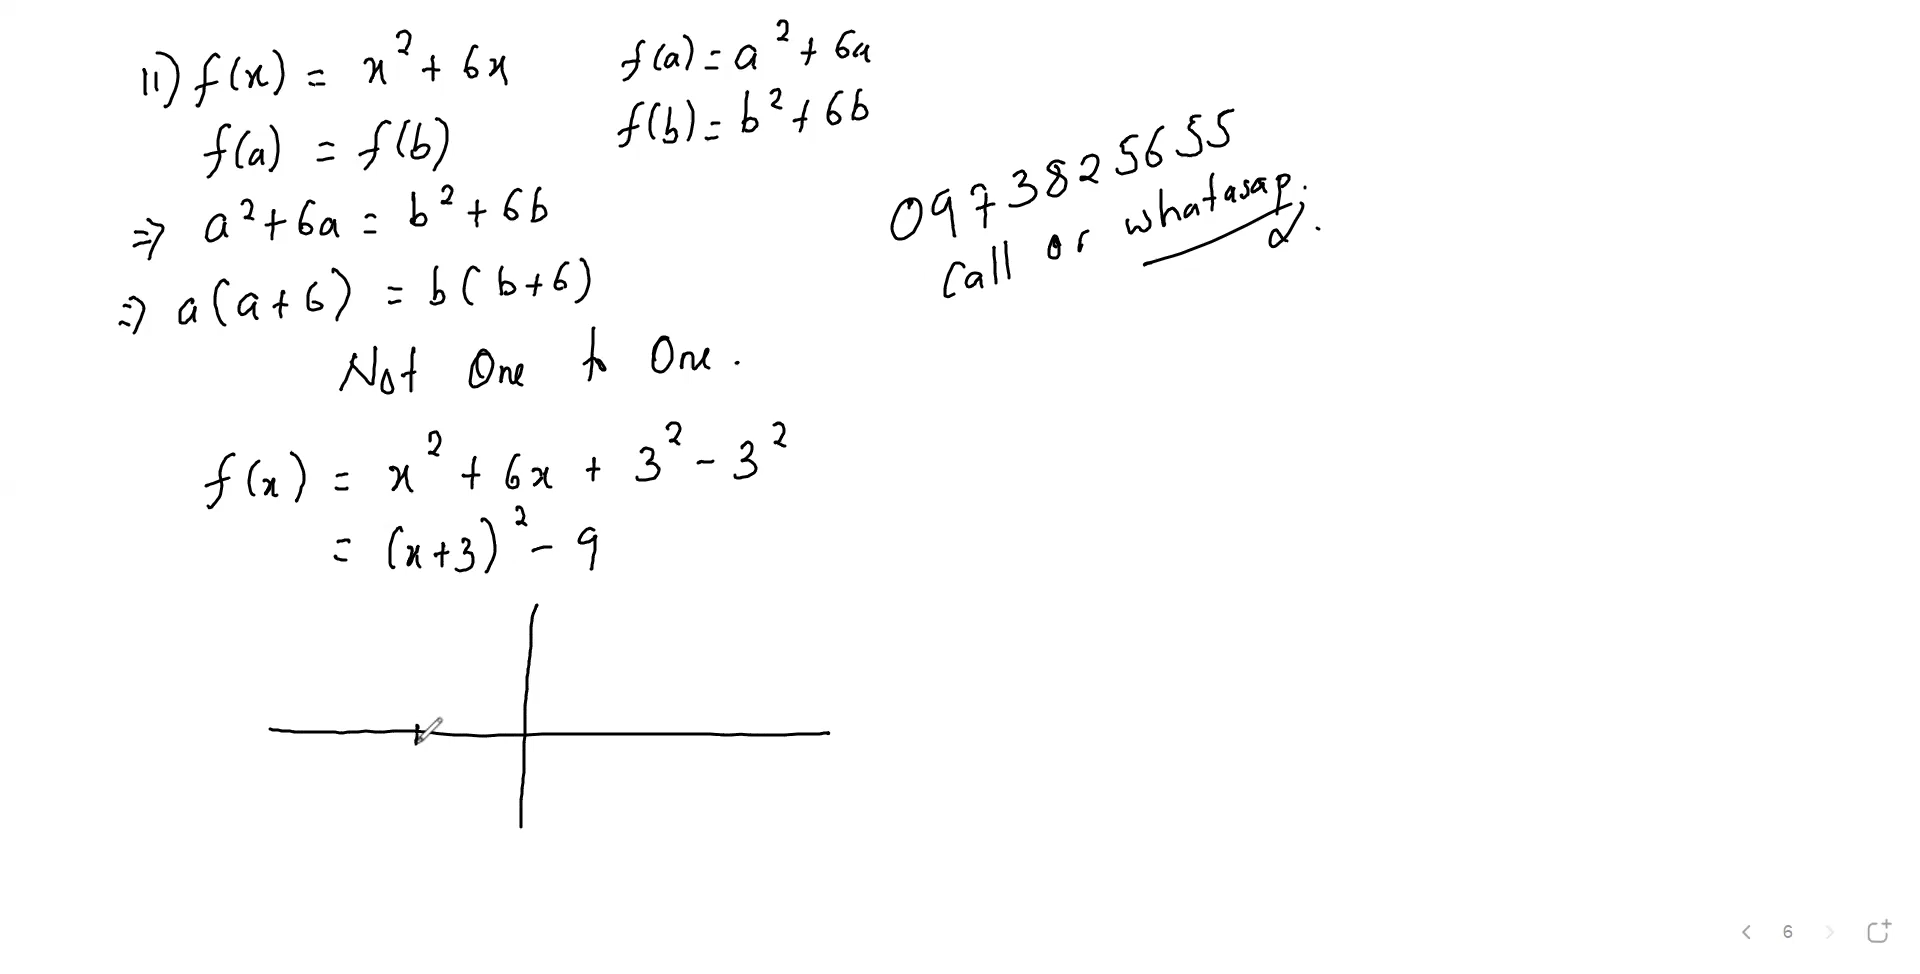 11) f(x) = x² + 6x
f(a) = a² + 6a
f(b) = b² + 6b
f(a) = f(b)
⇒ a² + 6a = b² + 6b
⇒ a(a+6) = b(b+6)
Not One to One.
f(x) = x² + 6x + 3² - 3²
= (x+3)² - 9
0973825655
Call or whatasap.
6